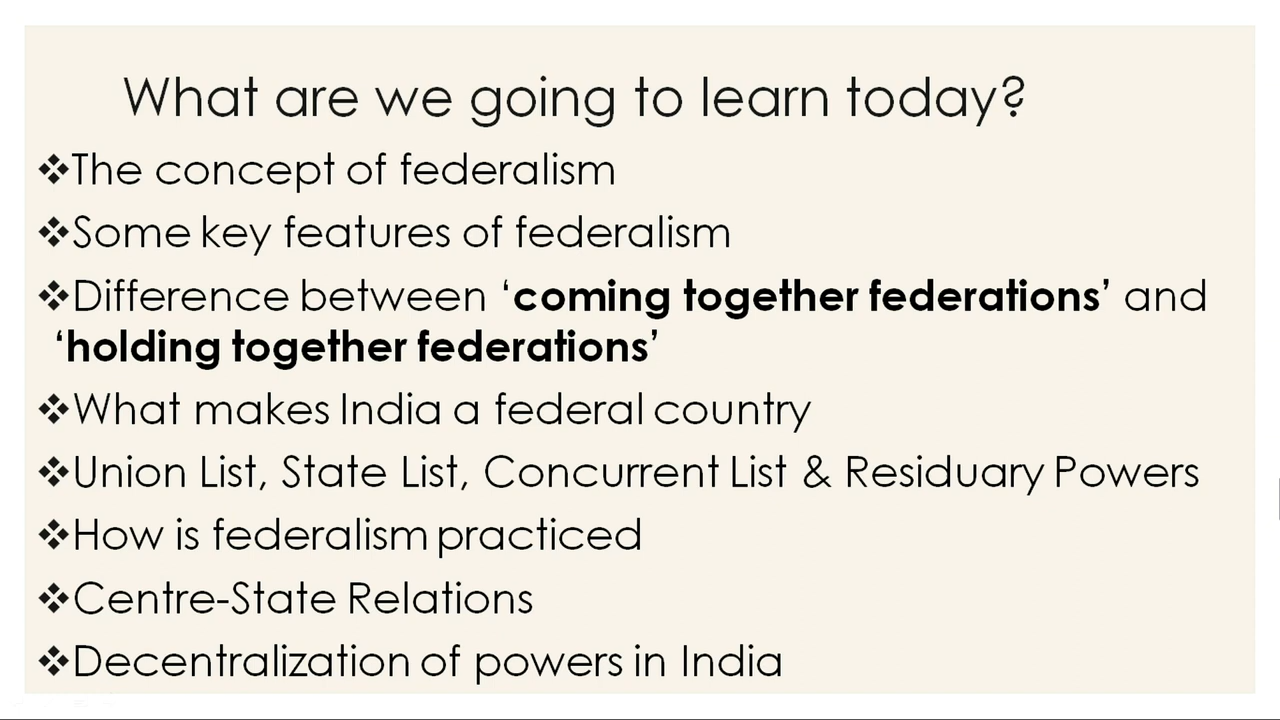 What are we going to learn today?
❖The concept of federalism
❖Some key features of federalism
❖Difference between ‘coming together federations’ and
‘holding together federations’
❖What makes India a federal country
❖Union List, State List, Concurrent List & Residuary Powers
❖How is federalism practiced
❖Centre-State Relations
❖Decentralization of powers in India